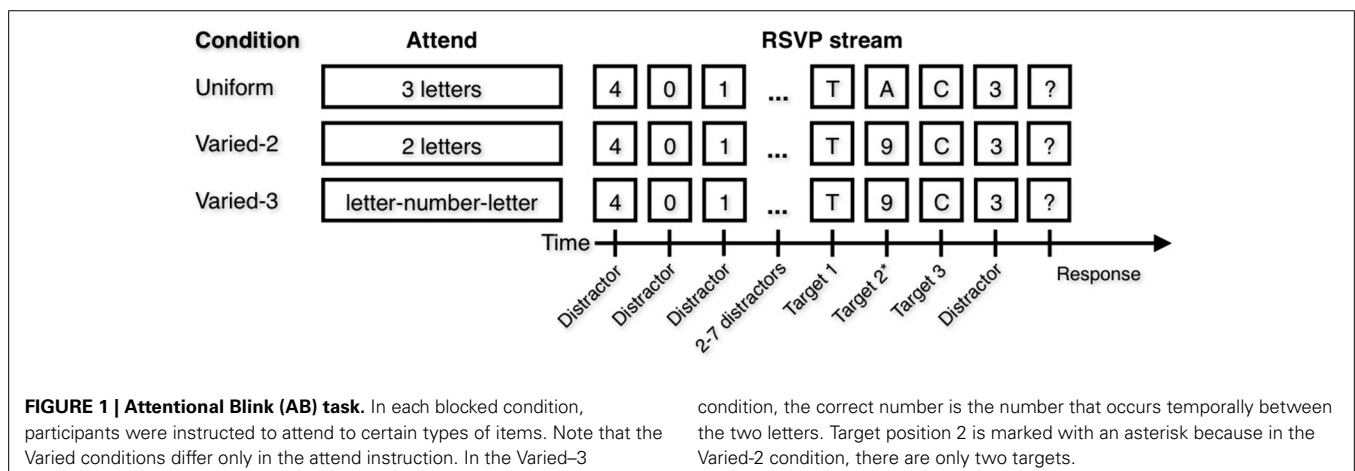 Condition Attend RSVP stream
Uniform 3 letters 4 0 1 ... T A C 3 ?
Varied-2 2 letters 4 0 1 ... T 9 C 3 ?
Varied-3 letter-number-letter 4 0 1 ... T 9 C 3 ?
Time
Distractor Distractor Distractor 2-7 distractors Target 1 Target 2* Target 3 Distractor Response
FIGURE 1 | Attentional Blink (AB) task. In each blocked condition,
participants were instructed to attend to certain types of items. Note that the
Varied conditions differ only in the attend instruction. In the Varied–3
condition, the correct number is the number that occurs temporally between
the two letters. Target position 2 is marked with an asterisk because in the
Varied-2 condition, there are only two targets.